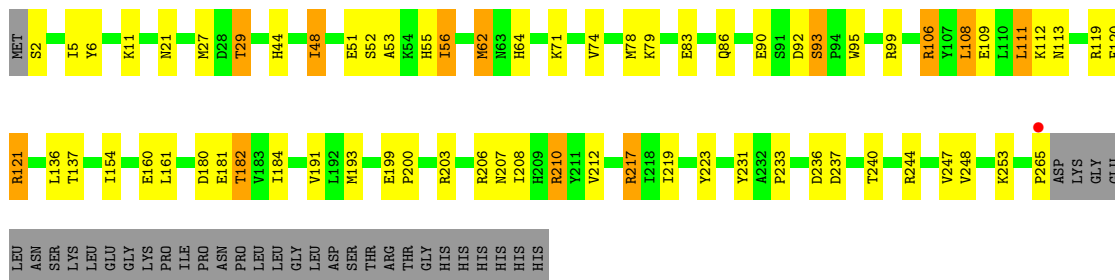 MET S2 I5 Y6 K11 N21 M27 D28 T29 H44 I48 E51 S52 A53 K54 H55 I56 M62 N63 H64 K71 V74 M78 K79 E83 Q86 E90 S91 D92 S93 P94 W95 R99 R106 Y107 L108 E109 L110 L111 K112 N113 R119 E120
R121 L136 T137 I154 E160 L161 D180 E181 T182 V183 I184 V191 L192 M193 E199 P200 R203 R206 N207 I208 H209 R210 Y211 V212 R217 I218 I219 Y223 Y231 A232 P233 D236 D237 T240 R244 V247 V248 K253 P265 ASP LYS GLY GLU
LEU ASN SER LYS LEU GLU GLY LYS PRO ILE PRO ASN PRO LEU LEU GLY LEU ASP SER THR ARG THR GLY HIS HIS HIS HIS HIS HIS